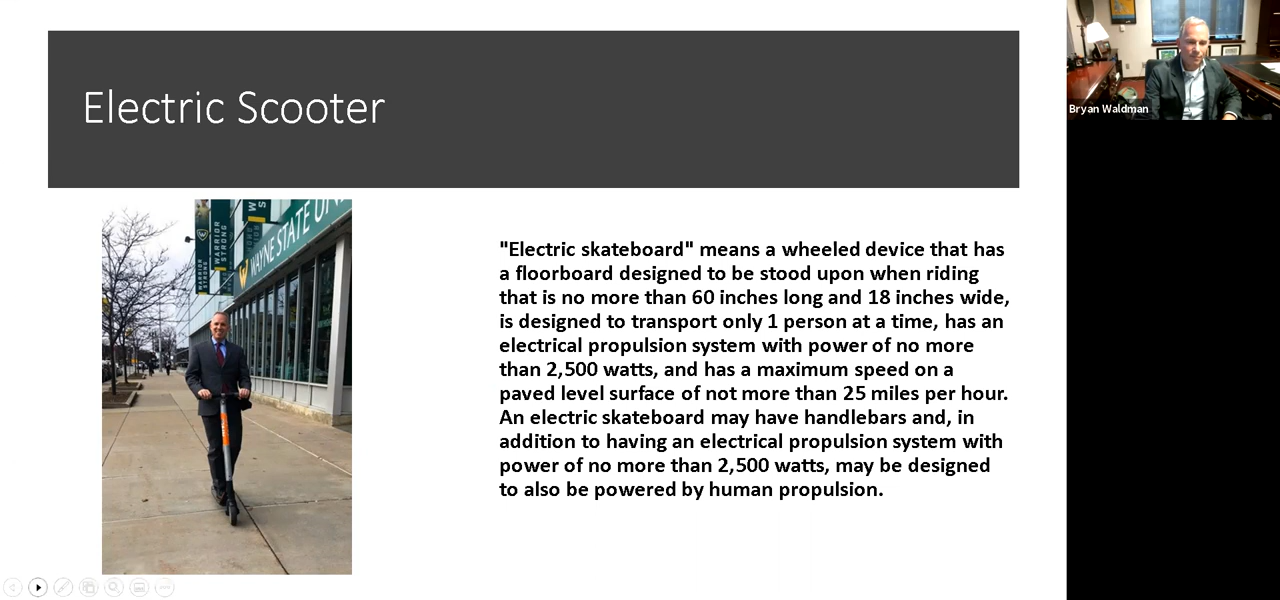 Electric Scooter
"Electric skateboard" means a wheeled device that has
a floorboard designed to be stood upon when riding
that is no more than 60 inches long and 18 inches wide,
is designed to transport only 1 person at a time, has an
electrical propulsion system with power of no more
than 2,500 watts, and has a maximum speed on a
paved level surface of not more than 25 miles per hour.
An electric skateboard may have handlebars and, in
addition to having an electrical propulsion system with
power of no more than 2,500 watts, may be designed
to also be powered by human propulsion.
WARRIOR
STRONG
WARRIOR
STRONG
W
S
WAYNE STATE UN
Bryan Waldman